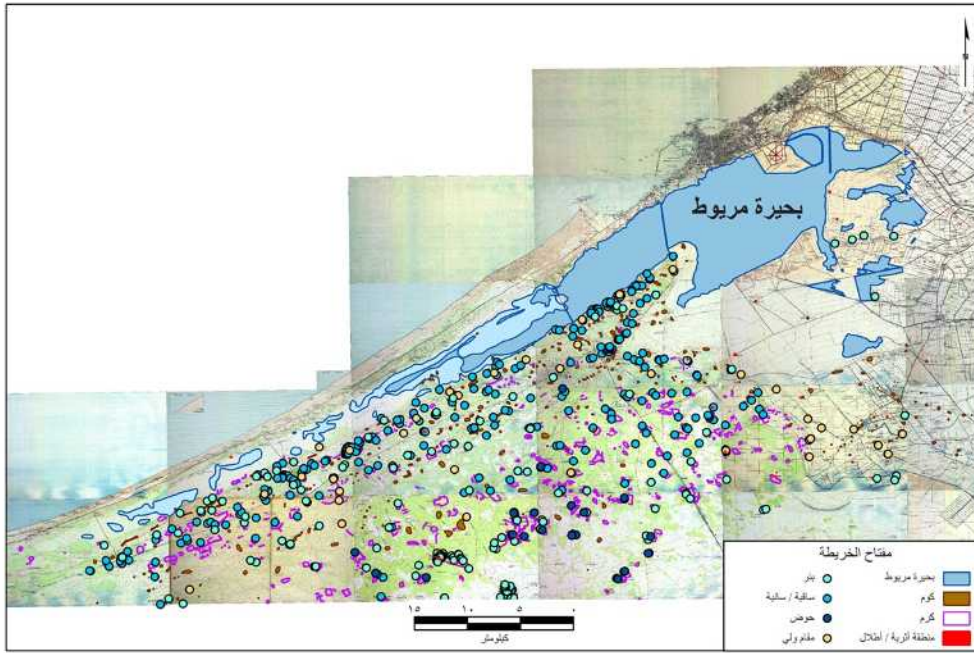 بحيرة مريوط
مفتاح الخريطة
بحيرة مريوط
كوم
كرم
منطقة أثرية / أطلال
بئر
ساقية / سانية
حوض
مقام ولي
١٥ ١٠ ٥ ٠
كيلومتر